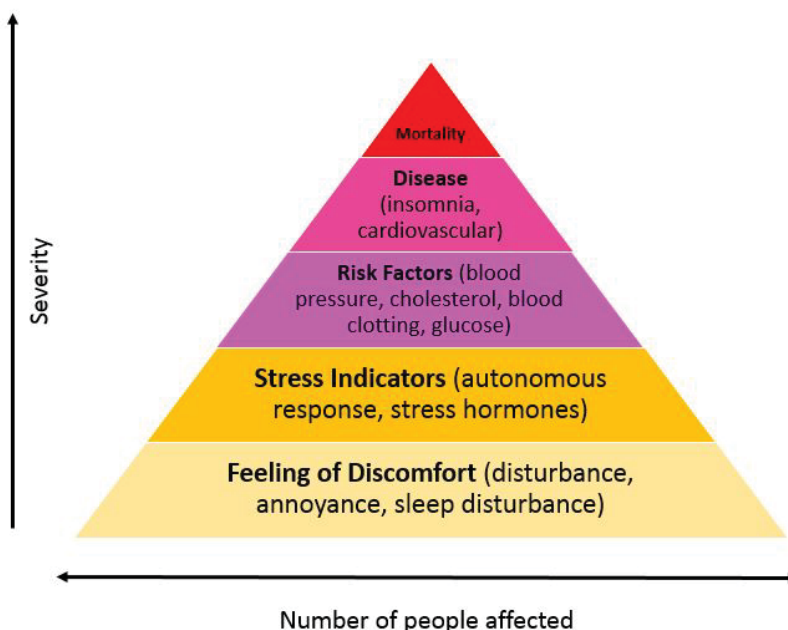 Mortality
Disease
(insomnia,
cardiovascular)
Risk Factors (blood
pressure, cholesterol, blood
clotting, glucose)
Severity
Stress Indicators (autonomous
response, stress hormones)
Feeling of Discomfort (disturbance,
annoyance, sleep disturbance)
Number of people affected